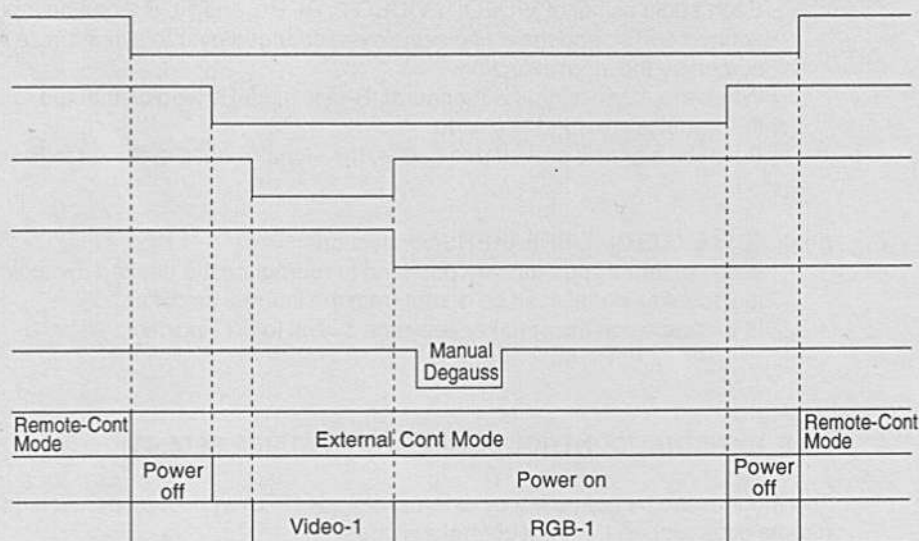 Manual
Degauss
Remote-Cont
Mode
External Cont Mode
Remote-Cont
Mode
Power
off
Power on
Power
off
Video-1
RGB-1